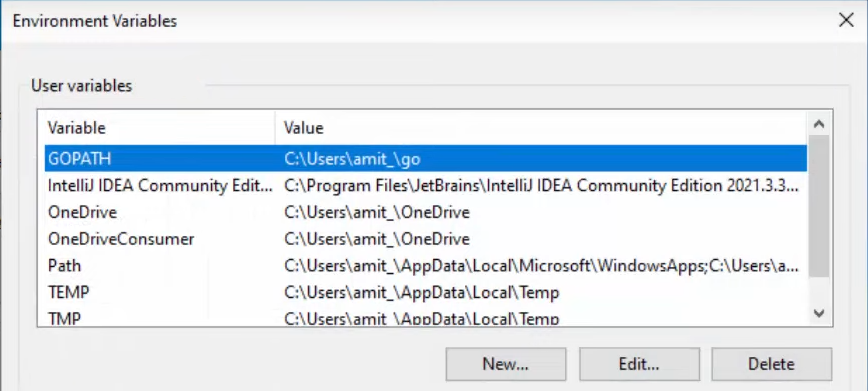 Environment Variables
User variables
Variable Value
GOPATH C:\Users\amit_\go
IntelliJ IDEA Community Edit... C:\Program Files\JetBrains\IntelliJ IDEA Community Edition 2021.3.3...
OneDrive C:\Users\amit_\OneDrive
OneDriveConsumer C:\Users\amit_\OneDrive
Path C:\Users\amit_\AppData\Local\Microsoft\WindowsApps;C:\Users\a...
TEMP C:\Users\amit_\AppData\Local\Temp
TMP C:\Users\amit_\AppData\Local\Temp
New... Edit... Delete